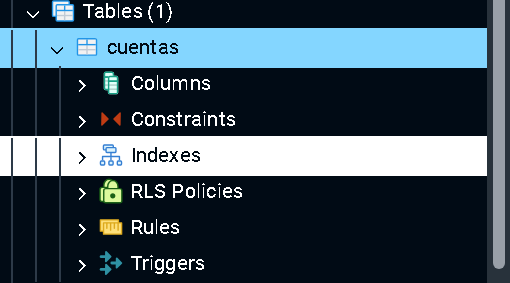 Tables (1)
cuentas
Columns
Constraints
Indexes
RLS Policies
Rules
Triggers